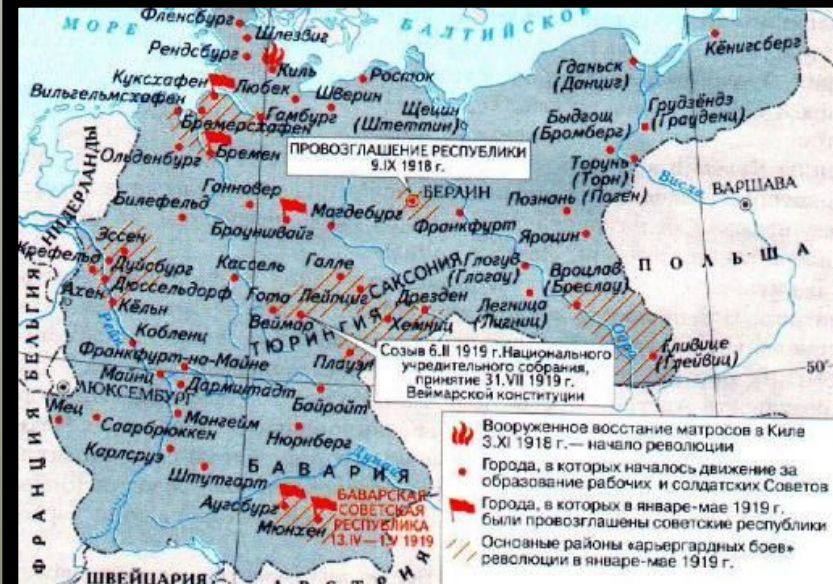 МОРЕ
БАЛТИЙСКОЕ
Фленсбург
Шлезвиг
Рендсбург
Киль
Кёнигсберг
Куксхафен
Любек
Росток
Гданьск
(Данциг)
Вильгельмсхафен
Шверин
Щецин
(Штеттин)
Грудзёндз
(Грауденц)
Бремерсхафен
Гамбург
Быдгощ
(Бромберг)
Ольденбург
Бремен
ПРОВОЗГЛАШЕНИЕ РЕСПУБЛИКИ
9.IX 1918 г.
Торунь
(Торн)
НИДЕРЛАНДЫ
Ганновер
БЕРЛИН
Познань (Позен)
Висла
ВАРШАВА
Билефельд
Магдебург
Франкфурт
Брауншвайг
Яроцин
Эссен
Крефельд
Дуйсбург
Кассель
Галле
САКСОНИЯ
Глогув
(Глогау)
Вроцлав
(Бреслау)
ПОЛЬША
Дюссельдорф
Ахен
Гота
Лейпциг
Дрезден
Легница
(Лигниц)
Кёльн
Веймар
Хемниц
Рейн
ТЮРИНГИЯ
Одра
Кобленц
Плауэн
Гливице
(Грейвиц)
Франкфурт-на-Майне
Созыв 6.II 1919 г. Национального
учредительного собрания,
принятие 31.VII 1919 г.
Веймарской конституции
50°
БЕЛЬГИЯ
Майнц
Дармштадт
ЛЮКСЕМБУРГ
Байройт
Мец
Мангейм
Саарбрюккен
Нюрнберг
Карлсруэ
Дунай
Штутгарт
БАВАРИЯ
Аугсбург
Мюнхен
БАВАРСКАЯ
СОВЕТСКАЯ
РЕСПУБЛИКА
13.IV—1.V 1919
ФРАНЦИЯ
ШВЕЙЦАРИЯ
Вооруженное восстание матросов в Киле
3.XI 1918 г.— начало революции
Города, в которых началось движение за
образование рабочих и солдатских Советов
Города, в которых в январе-мае 1919 г.
были провозглашены советские республики
Основные районы «арьергардных боев»
революции в январе-мае 1919 г.